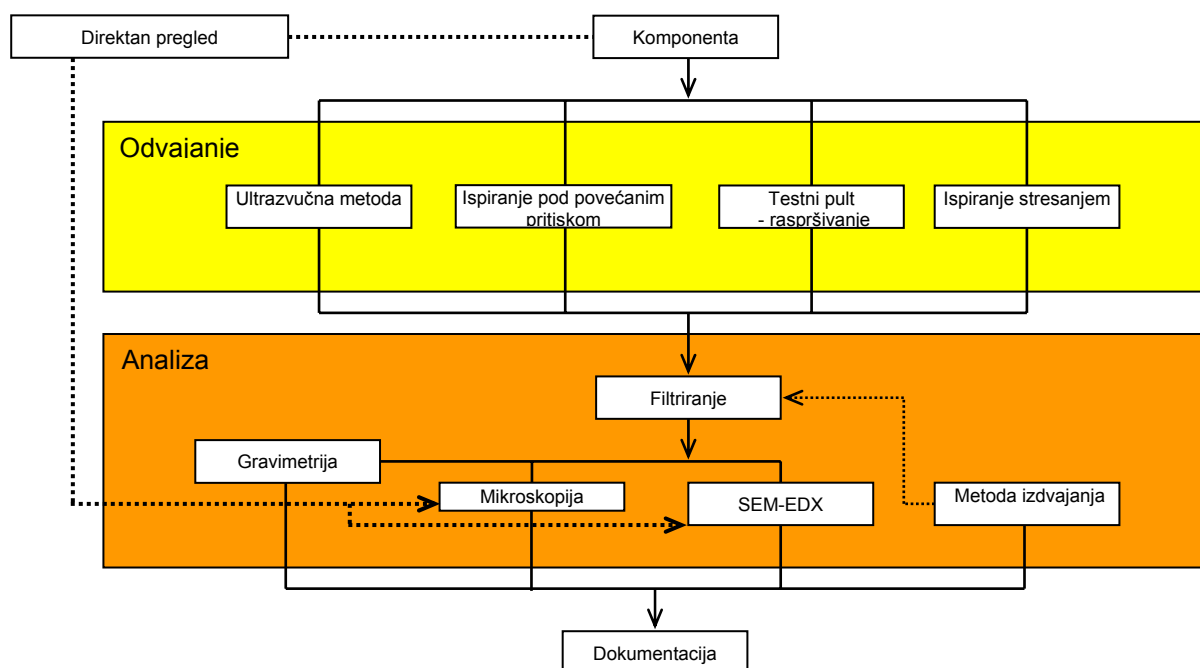 Direktan pregled
Komponenta
Odvajanje
Ultrazvučna metoda
Ispiranje pod povećanim
pritiskom
Testni pult
- raspršivanje
Ispiranje stresanjem
Analiza
Filtriranje
Gravimetrija
Mikroskopija
SEM-EDX
Metoda izdvajanja
Dokumentacija